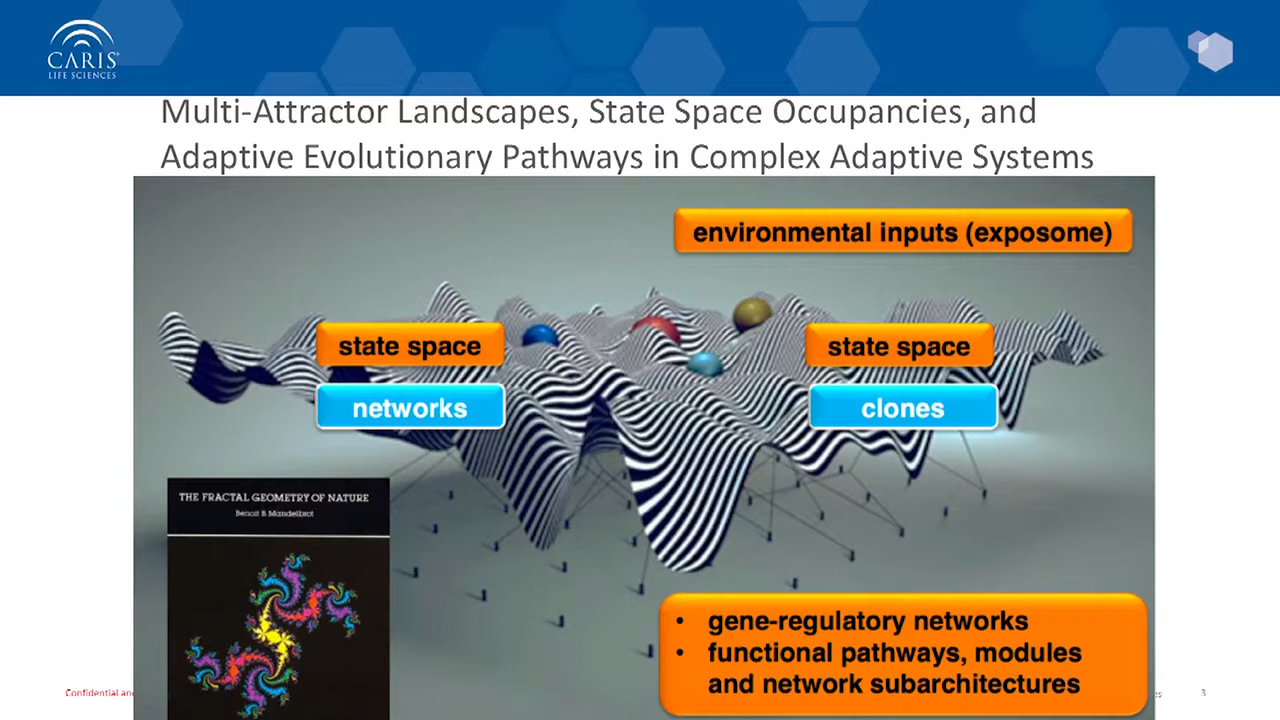 CARIS
LIFE SCIENCES
Multi-Attractor Landscapes, State Space Occupancies, and
Adaptive Evolutionary Pathways in Complex Adaptive Systems
environmental inputs (exposome)
state space
state space
networks
clones
THE FRACTAL GEOMETRY OF NATURE
Benoit B. Mandelbrot
• gene-regulatory networks
• functional pathways, modules
and network subarchitectures
Confidential
3